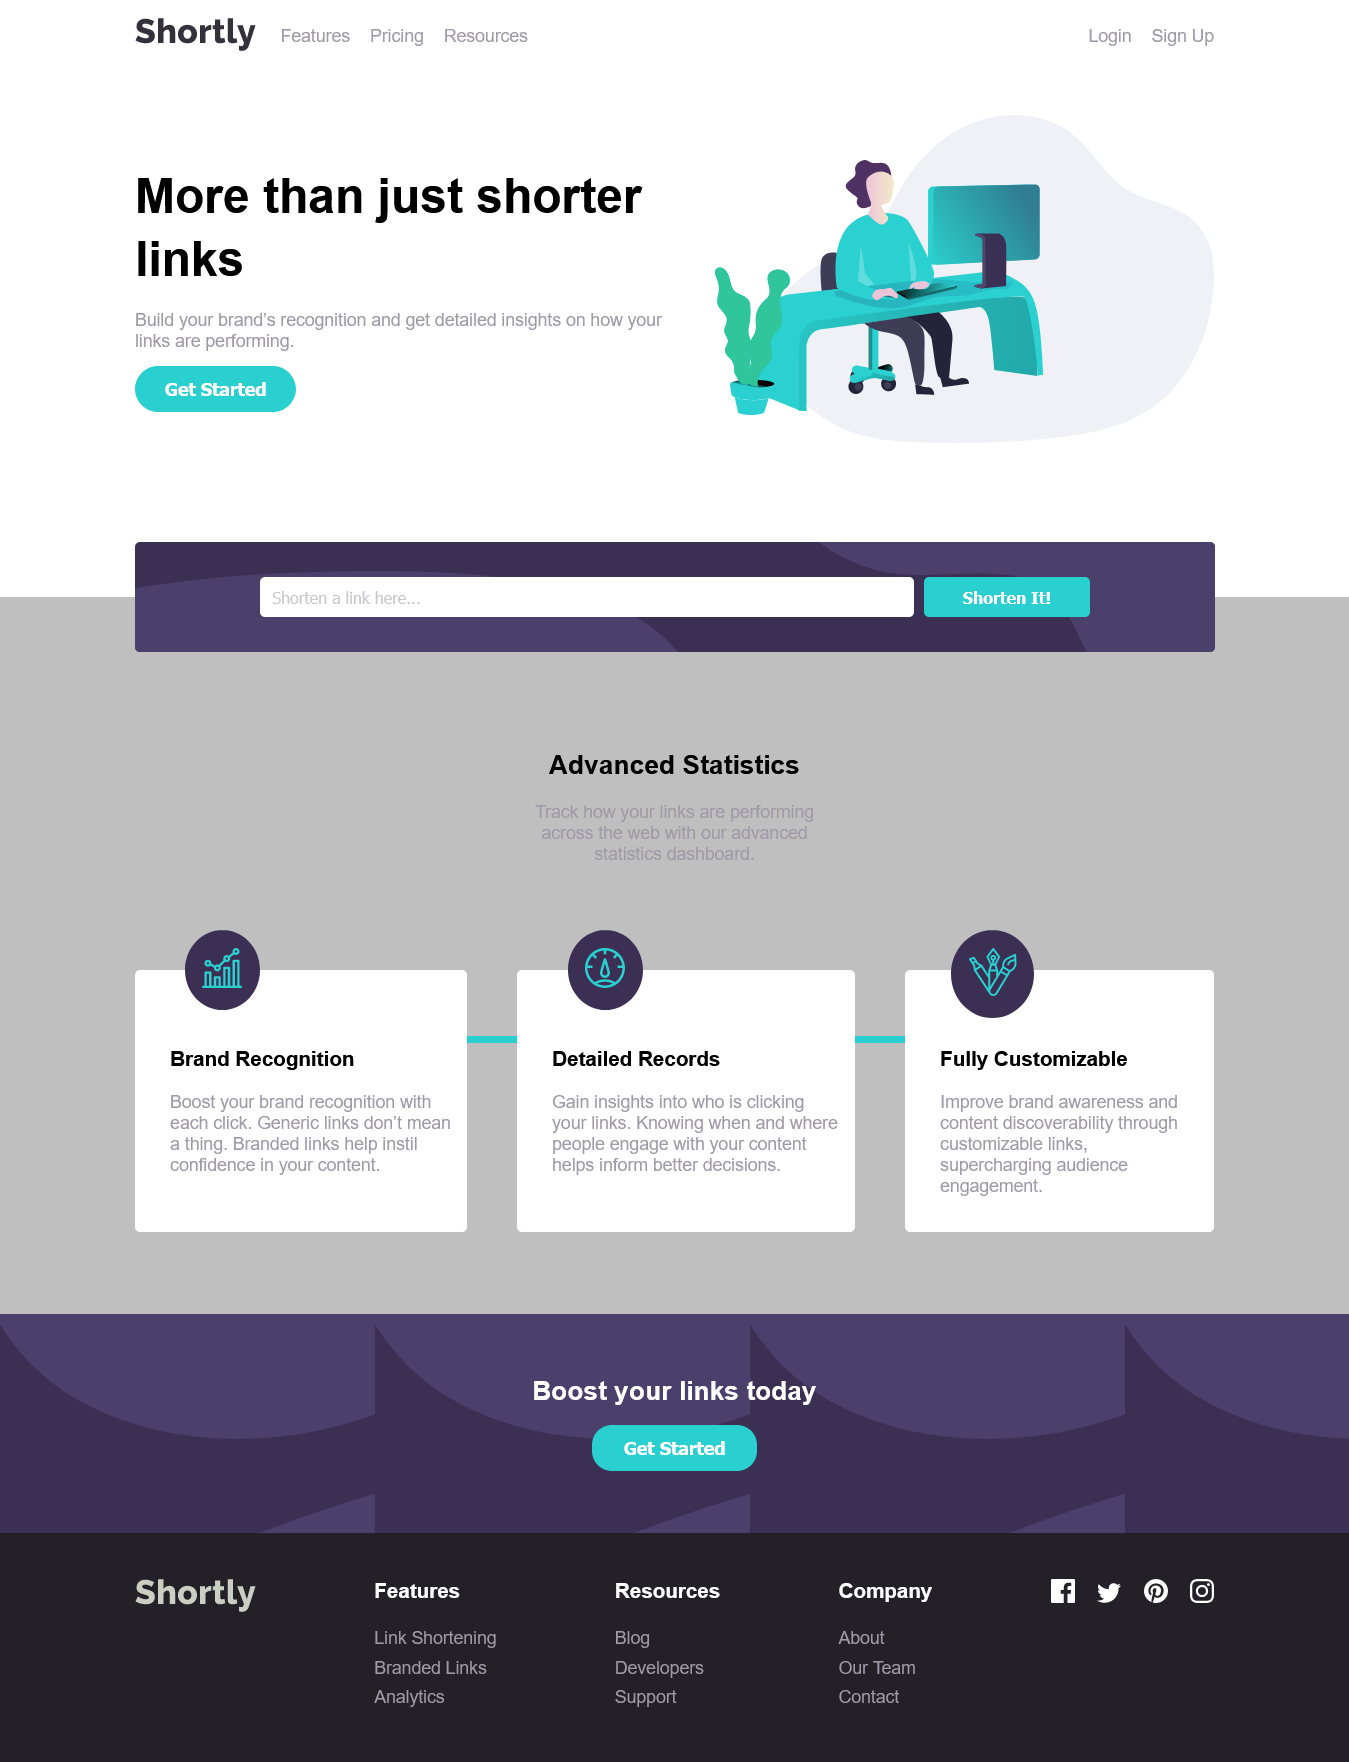 Shortly Features Pricing Resources Login Sign Up
More than just shorter
links
Build your brand’s recognition and get detailed insights on how your
links are performing.
Get Started
Shorten a link here... Shorten It!
Advanced Statistics
Track how your links are performing
across the web with our advanced
statistics dashboard.
Brand Recognition
Boost your brand recognition with
each click. Generic links don’t mean
a thing. Branded links help instil
confidence in your content.
Detailed Records
Gain insights into who is clicking
your links. Knowing when and where
people engage with your content
helps inform better decisions.
Fully Customizable
Improve brand awareness and
content discoverability through
customizable links,
supercharging audience
engagement.
Boost your links today
Get Started
Shortly
Features
Link Shortening
Branded Links
Analytics
Resources
Blog
Developers
Support
Company
About
Our Team
Contact